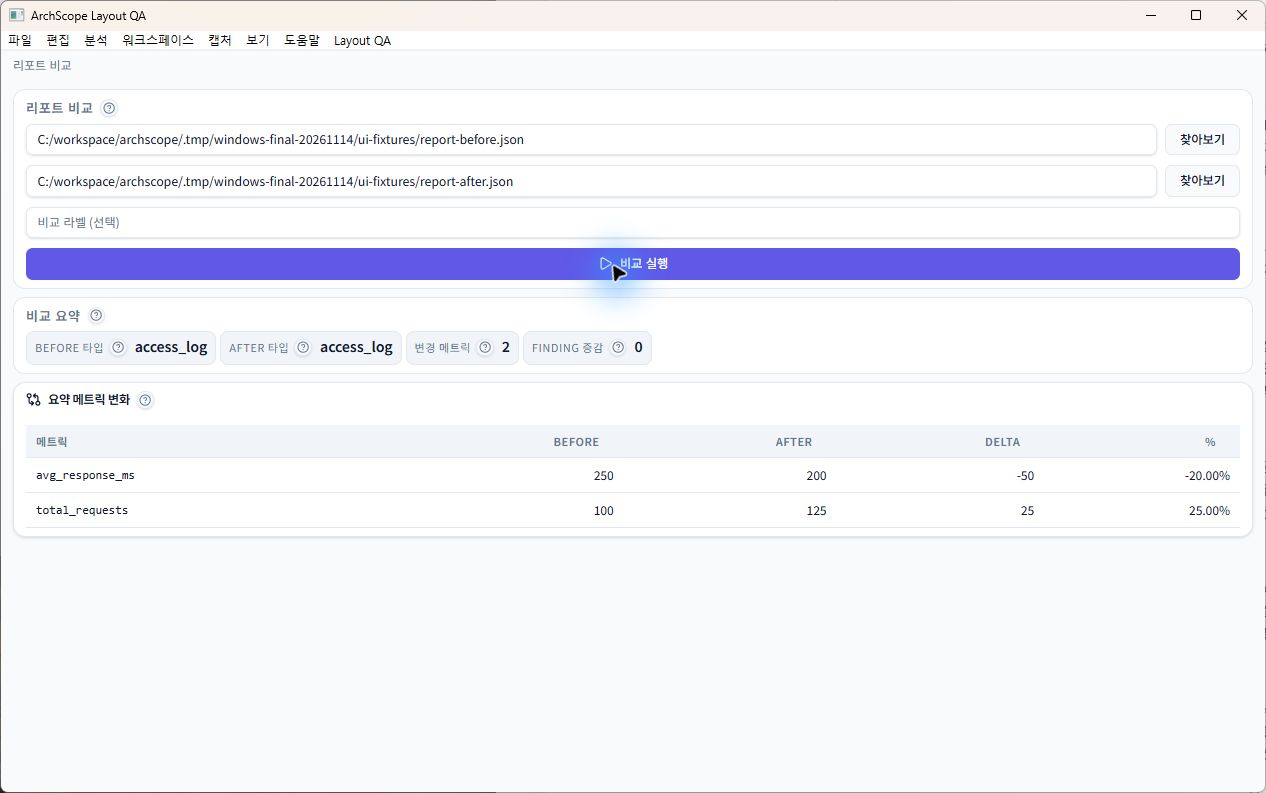 ArchScope Layout QA
파일 편집 분석 워크스페이스 캡처 보기 도움말 Layout QA
리포트 비교
리포트 비교 ?
C:/workspace/archscope/.tmp/windows-final-20261114/ui-fixtures/report-before.json 찾아보기
C:/workspace/archscope/.tmp/windows-final-20261114/ui-fixtures/report-after.json 찾아보기
비교 라벨 (선택)
비교 실행
비교 요약 ?
BEFORE 타입 ? access_log AFTER 타입 ? access_log 변경 메트릭 ? 2 FINDING 증감 ? 0
요약 메트릭 변화 ?
메트릭 BEFORE AFTER DELTA %
avg_response_ms 250 200 -50 -20.00%
total_requests 100 125 25 25.00%